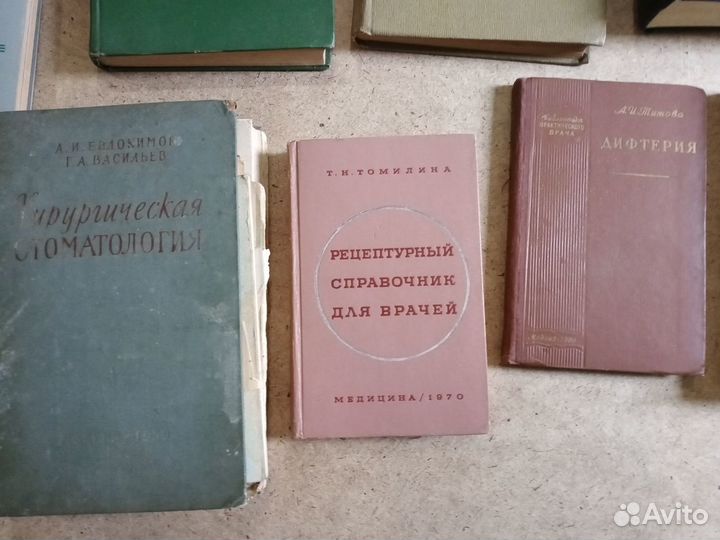 А. И. ЕВДОКИМОВ
Г. А. ВАСИЛЬЕВ
Хирургическая
СТОМАТОЛОГИЯ
Т. Н. ТОМИЛИНА
РЕЦЕПТУРНЫЙ
СПРАВОЧНИК
ДЛЯ ВРАЧЕЙ
МЕДИЦИНА/1970
Библиотека
ПРАКТИЧЕСКОГО
ВРАЧА
А. И. Титова
ДИФТЕРИЯ
Avito